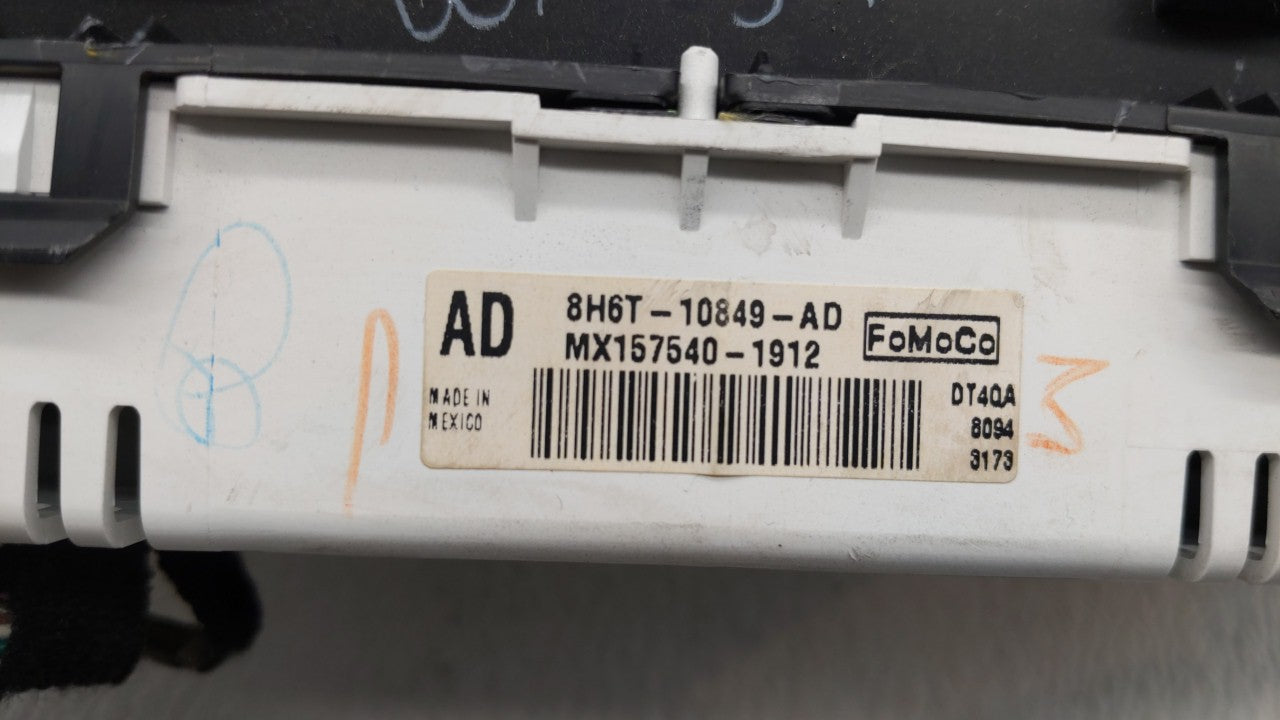 AD
8H6T-10849-AD
MX157540-1912
FoMoCo
MADE IN
MEXICO
DT4QA
8094
3173